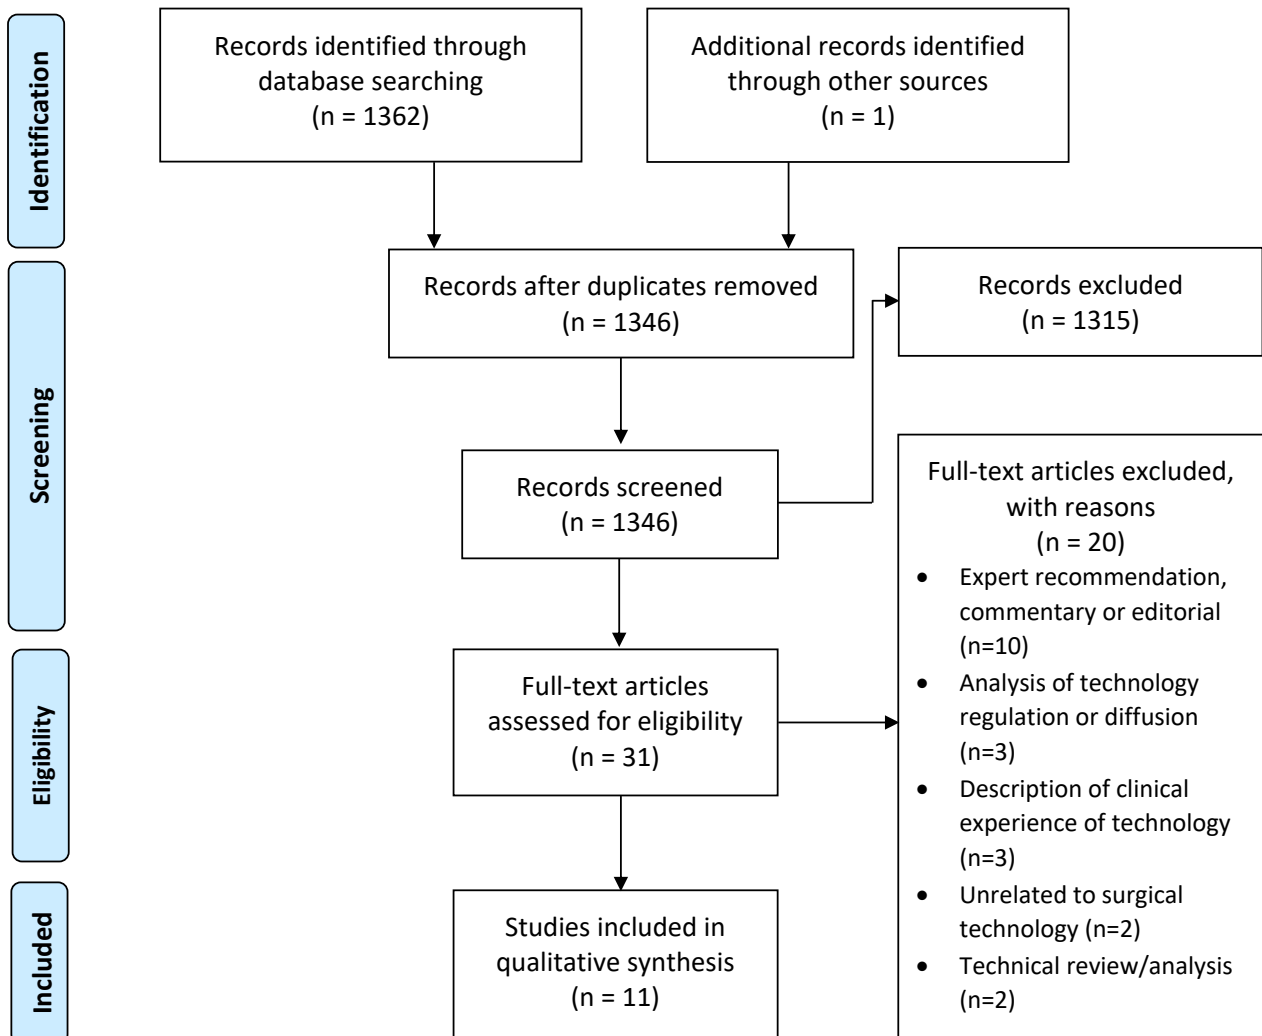 Identification
Records identified through
database searching
(n = 1362)
Additional records identified
through other sources
(n = 1)
Screening
Records after duplicates removed
(n = 1346)
Records excluded
(n = 1315)
Records screened
(n = 1346)
Full-text articles excluded,
with reasons
(n = 20)
• Expert recommendation,
commentary or editorial
(n=10)
• Analysis of technology
regulation or diffusion
(n=3)
• Description of clinical
experience of technology
(n=3)
• Unrelated to surgical
technology (n=2)
• Technical review/analysis
(n=2)
Eligibility
Full-text articles
assessed for eligibility
(n = 31)
Included
Studies included in
qualitative synthesis
(n = 11)